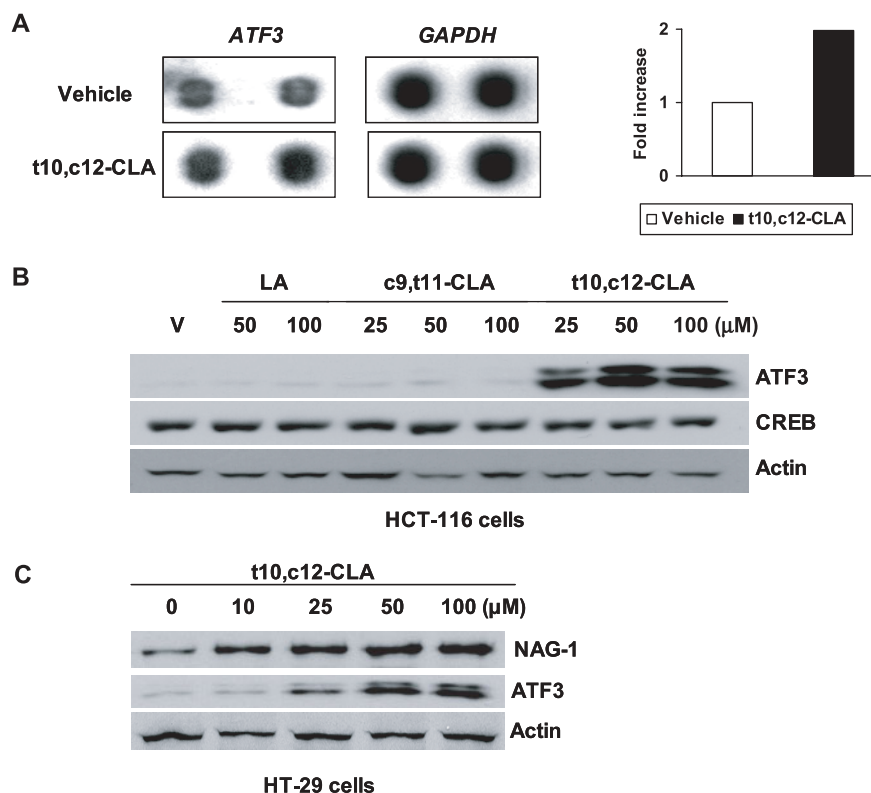 A
ATF3 GAPDH
Vehicle
t10,c12-CLA
Fold increase
2
1
0
Vehicle t10,c12-CLA
B
LA c9,t11-CLA t10,c12-CLA
V 50 100 25 50 100 25 50 100 (μM)
ATF3
CREB
Actin
HCT-116 cells
C
t10,c12-CLA
0 10 25 50 100 (μM)
NAG-1
ATF3
Actin
HT-29 cells